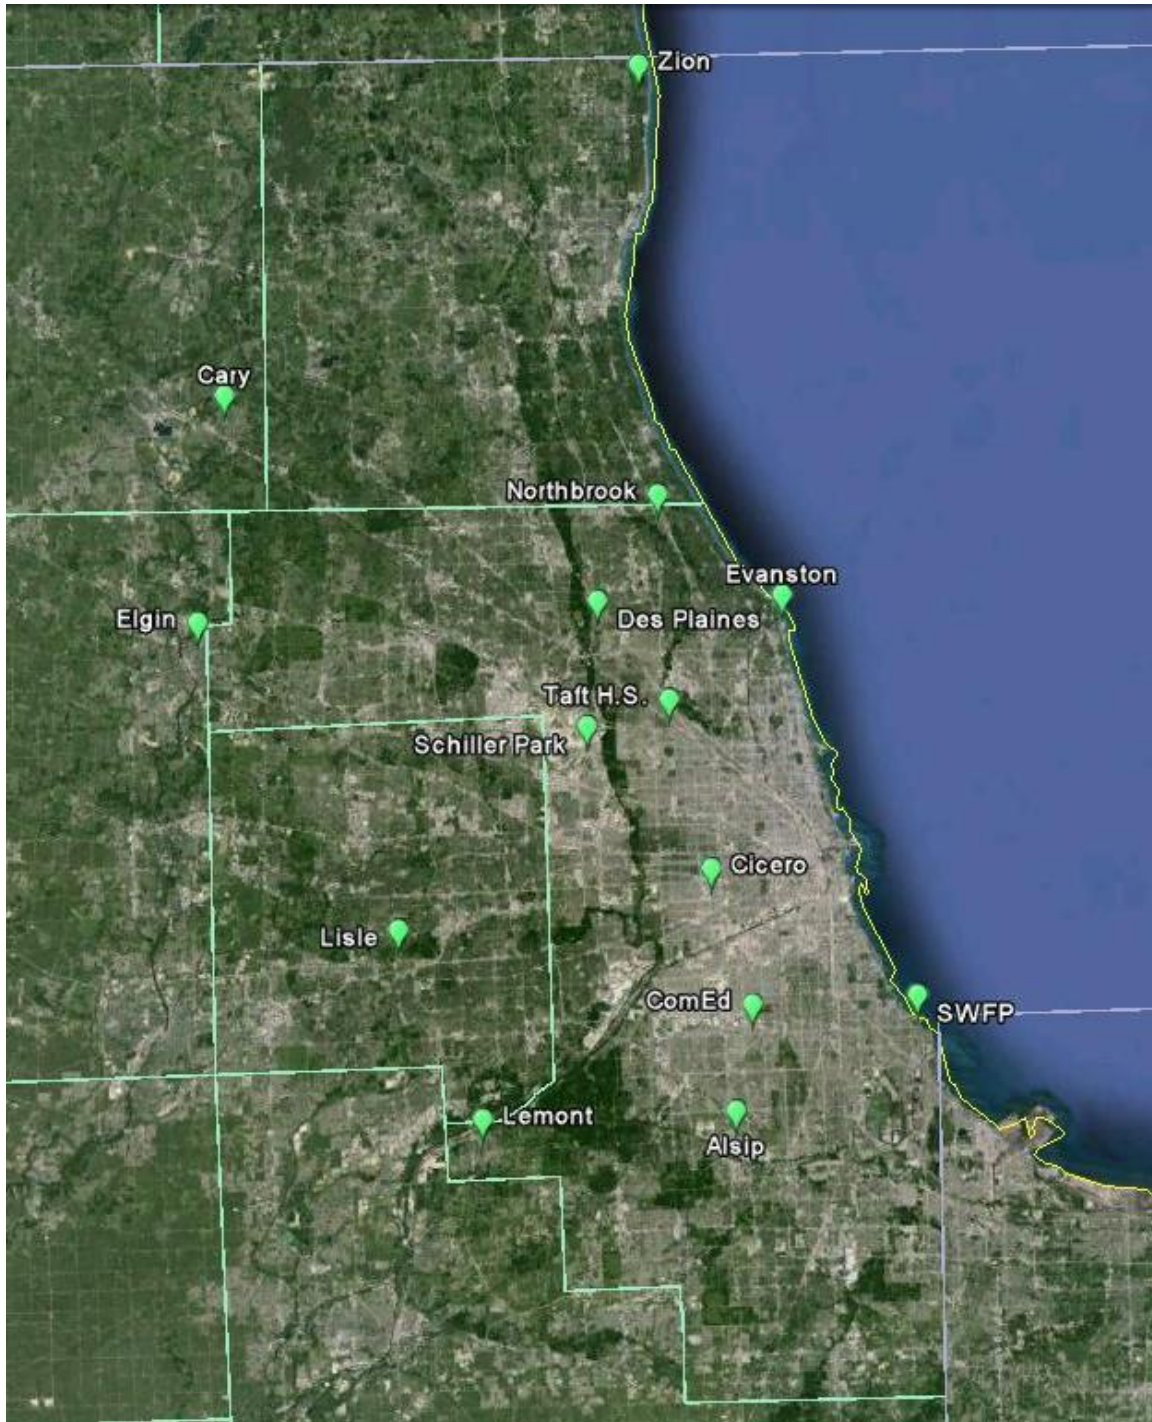 Zion
Cary
Northbrook
Evanston
Elgin
Des Plaines
Taft H.S.
Schiller Park
Cicero
Lisle
ComEd
SWFP
Lemont
Alsip